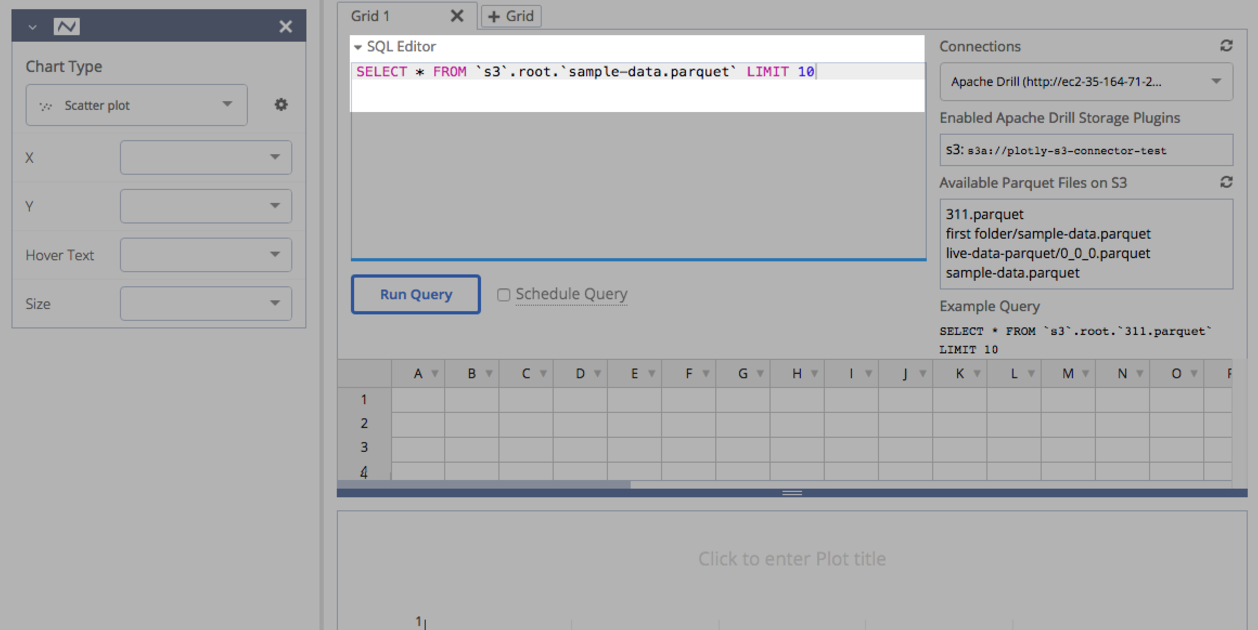 Chart Type
Scatter plot
X
Y
Hover Text
Size
Grid 1
Grid
SQL Editor
SELECT * FROM `s3`.root.`sample-data.parquet` LIMIT 10
Run Query
Schedule Query
Connections
Apache Drill (http://ec2-35-164-71-2...
Enabled Apache Drill Storage Plugins
s3: s3a://plotly-s3-connector-test
Available Parquet Files on S3
311.parquet
first folder/sample-data.parquet
live-data-parquet/0_0_0.parquet
sample-data.parquet
Example Query
SELECT * FROM `s3`.root.`311.parquet`
LIMIT 10
A B C D E F G H I J K L M N O
1
2
3
4
Click to enter Plot title
1